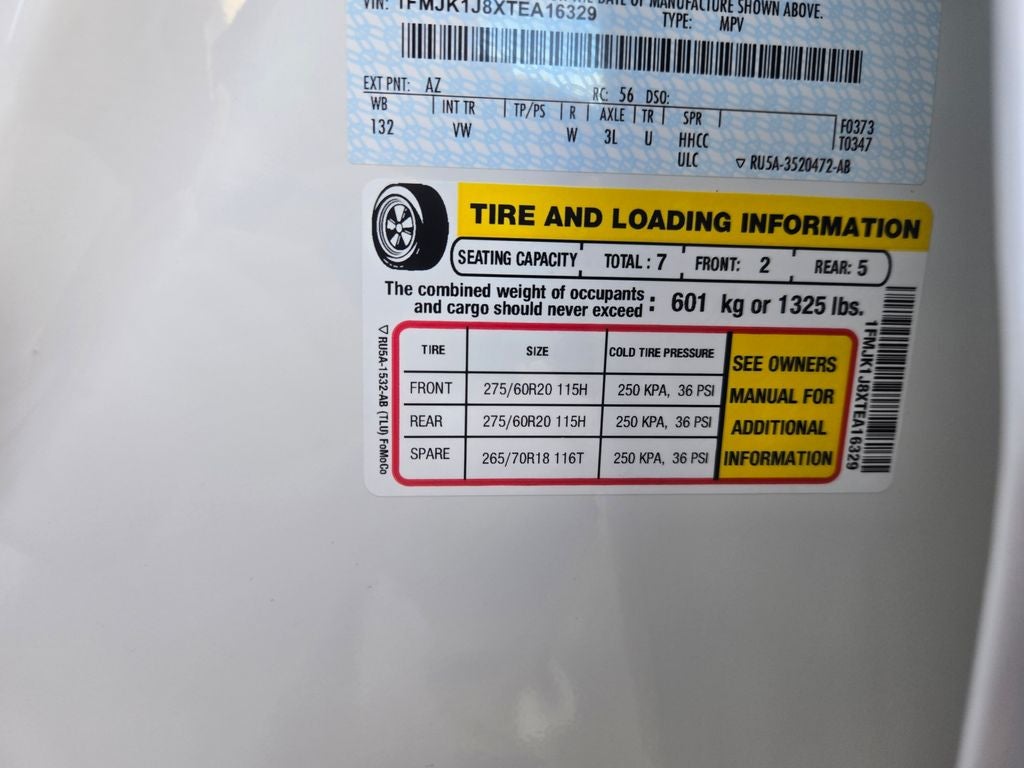 VIN: 1FMJK1J8XTEA16329
DATE OF MANUFACTURE SHOWN ABOVE.
TYPE: MPV
EXT PNT: AZ RC: 56 DSO:
WB INT TR TP/PS R AXLE TR SPR
132 VW W 3L U HHCC
ULC
F0373
T0347
▽ RU5A-3520472-AB
TIRE AND LOADING INFORMATION
SEATING CAPACITY TOTAL: 7 FRONT: 2 REAR: 5
The combined weight of occupants
and cargo should never exceed : 601 kg or 1325 lbs.
TIRE SIZE COLD TIRE PRESSURE
FRONT 275/60R20 115H 250 KPA, 36 PSI
REAR 275/60R20 115H 250 KPA, 36 PSI
SPARE 265/70R18 116T 250 KPA, 36 PSI
SEE OWNERS
MANUAL FOR
ADDITIONAL
INFORMATION
▽ RU5A-1532-AB (TLU) FoMoCo
1FMJK1J8XTEA16329